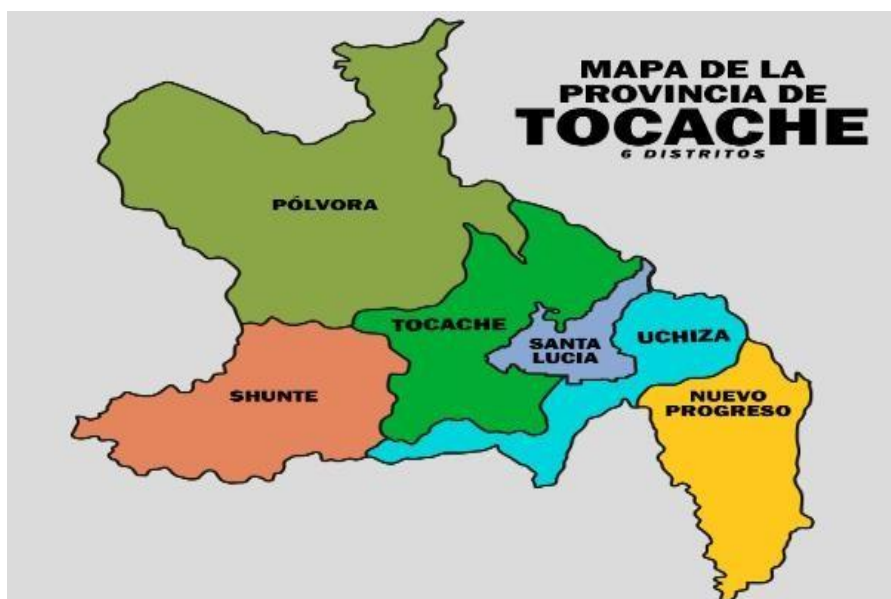 MAPA DE LA
PROVINCIA DE
TOCACHE
6 DISTRITOS
PÓLVORA
TOCACHE
SANTA
LUCIA
UCHIZA
SHUNTE
NUEVO
PROGRESO